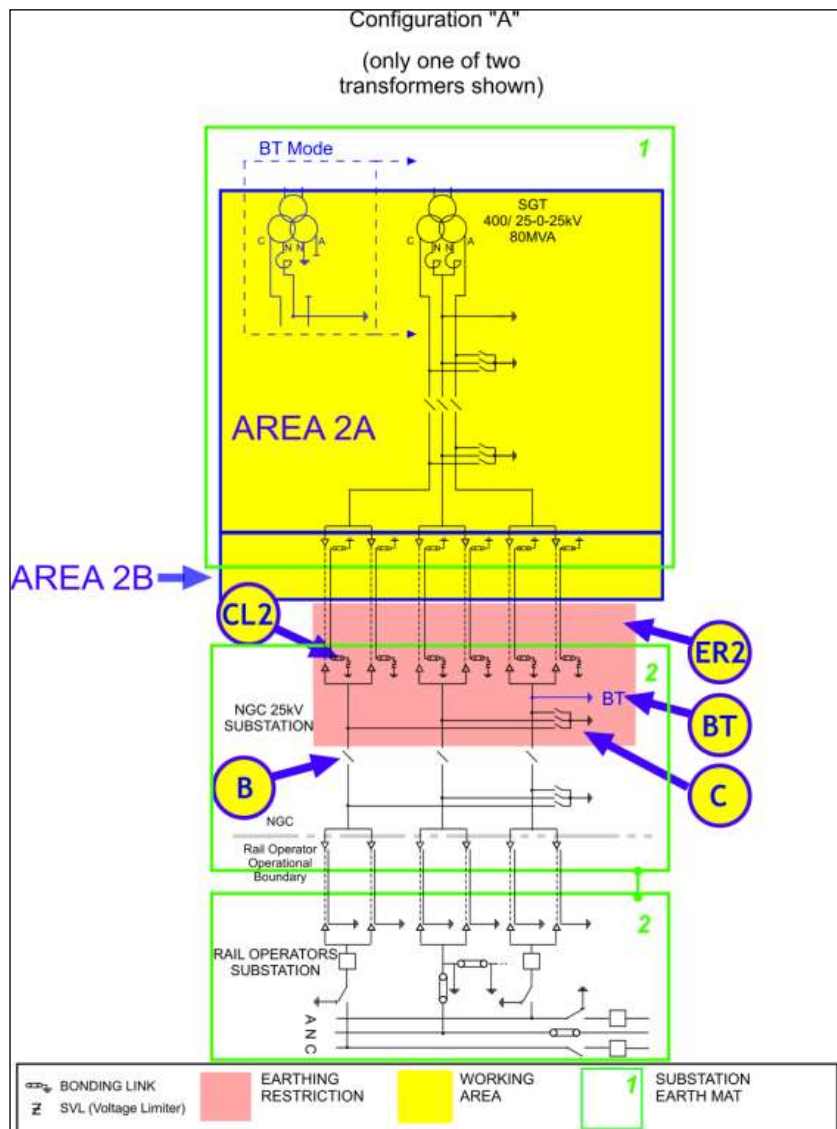 Configuration "A"
(only one of two
transformers shown)
BT Mode
1
SGT
400/ 25-0-25kV
80MVA
C N N A
C N N A
AREA 2A
AREA 2B
CL2
ER2
2
NGC 25kV
SUBSTATION
BT
BT
B
C
NGC
Rail Operator
Operational
Boundary
2
RAIL OPERATORS
SUBSTATION
A
N
C
BONDING LINK
SVL (Voltage Limiter)
EARTHING
RESTRICTION
WORKING
AREA
1
SUBSTATION
EARTH MAT